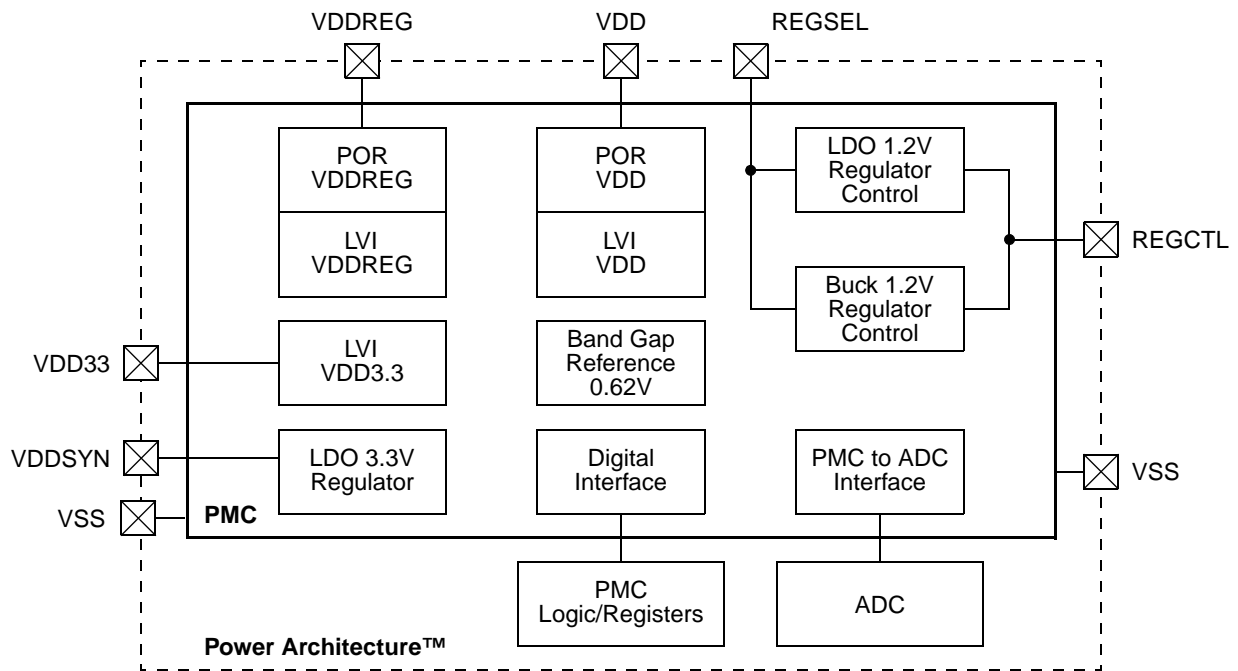 VDDREG
VDD
REGSEL
POR
VDDREG
LVI
VDDREG
POR
VDD
LVI
VDD
LDO 1.2V
Regulator
Control
Buck 1.2V
Regulator
Control
REGCTL
VDD33
LVI
VDD3.3
Band Gap
Reference
0.62V
VDDSYN
LDO 3.3V
Regulator
Digital
Interface
PMC to ADC
Interface
VSS
VSS
PMC
PMC
Logic/Registers
ADC
Power Architecture™